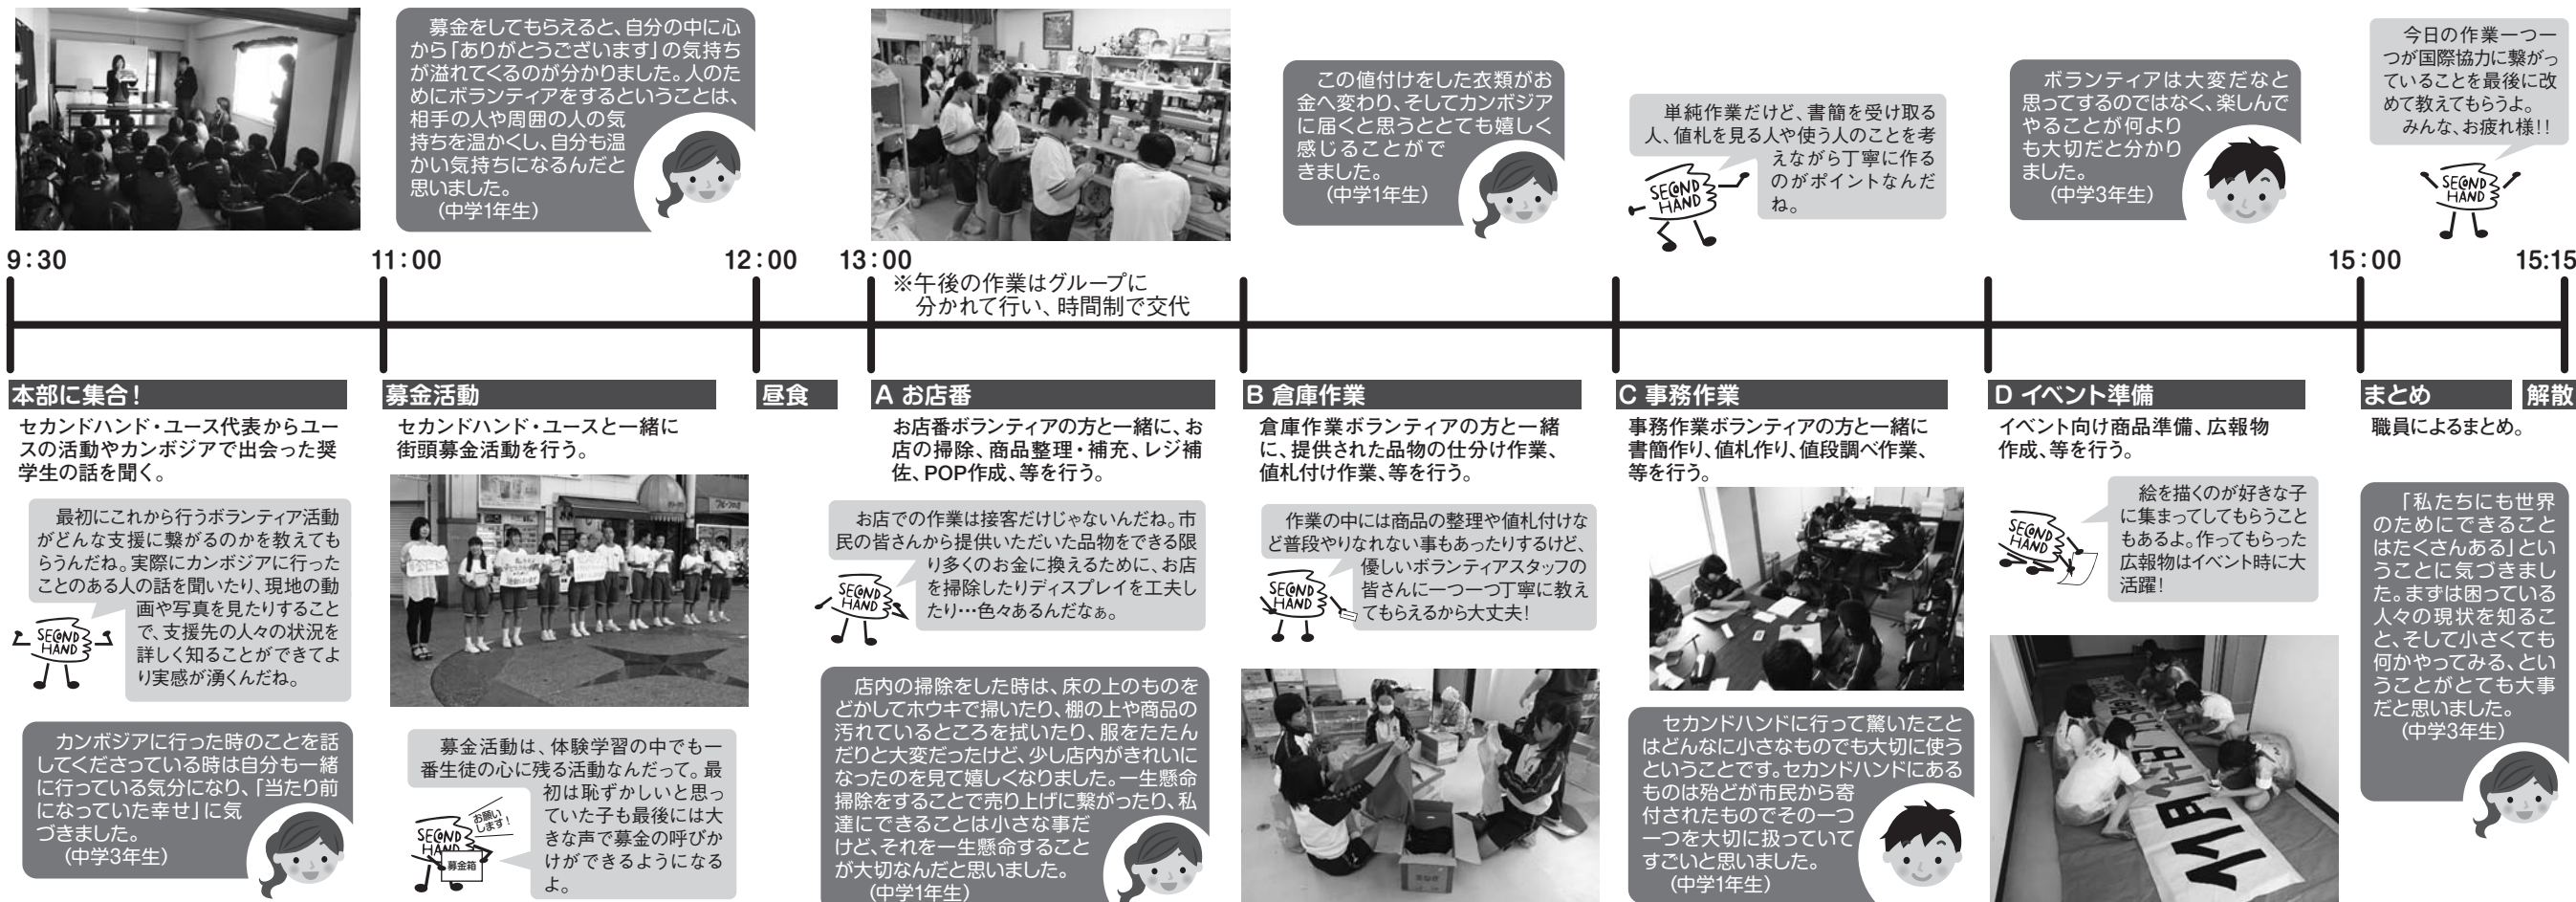 募金をしてもらえると、自分の中に心
から「ありがとうございます」の気持ち
が溢れてくるのが分かりました。人のた
めにボランティアをするということは、
相手の人や周囲の人の気
持ちを温かくし、自分も温
かい気持ちになるんだと
思いました。
(中学1年生)
この値付けをした衣類がお
金へ変わり、そしてカンボジア
に届くと思うととても嬉しく
感じることがで
きました。
(中学1年生)
単純作業だけど、書簡を受け取る
人、値札を見る人や使う人のことを考
えながら丁寧に作る
のがポイントなんだ
ね。
SECOND
HAND
ボランティアは大変だなと
思ってするのではなく、楽しんで
やることが何より
も大切だと分かり
ました。
(中学3年生)
今日の作業一つ一
つが国際協力に繋がっ
ていることを最後に改
めて教えてもらうよ。
みんな、お疲れ様!!
SECOND
HAND
9:30
11:00
12:00
13:00
15:00
15:15
※午後の作業はグループに
分かれて行い、時間制で交代
本部に集合!
セカンドハンド・ユース代表からユー
スの活動やカンボジアで出会った奨
学生の話を聞く。
最初にこれから行うボランティア活動
がどんな支援に繋がるのかを教えても
らうんだね。実際にカンボジアに行った
ことのある人の話を聞いたり、現地の動
画や写真を見たりすること
で、支援先の人々の状況を
詳しく知ることができてよ
り実感が湧くんだね。
SECOND
HAND
カンボジアに行った時のことを話
してくださっている時は自分も一緒
に行っている気分になり、「当たり前
になっていた幸せ」に気
づきました。
(中学3年生)
募金活動
セカンドハンド・ユースと一緒に
街頭募金活動を行う。
募金活動は、体験学習の中でも一
番生徒の心に残る活動なんだって。最
初は恥ずかしいと思っ
ていた子も最後には大
きな声で募金の呼びか
けができるようになる
よ。
お願い
します!
SECOND
HAND
募金箱
昼食
A お店番
お店番ボランティアの方と一緒に、お
店の掃除、商品整理・補充、レジ補
佐、POP作成、等を行う。
お店での作業は接客だけじゃないんだね。市
民の皆さんから提供いただいた品物をできる限
り多くのお金に換えるために、お店
を掃除したりディスプレイを工夫し
たり…色々あるんだなぁ。
SECOND
HAND
店内の掃除をした時は、床の上のものを
どかしてホウキで掃いたり、棚の上や商品の
汚れているところを拭いたり、服をたたん
だりと大変だったけど、少し店内がきれいに
なったのを見て嬉しくなりました。一生懸命
掃除をすることで売り上げに繋がったり、私
達にできることは小さな事だ
けど、それを一生懸命すること
が大切なんだと思いました。
(中学1年生)
B 倉庫作業
倉庫作業ボランティアの方と一緒
に、提供された品物の仕分け作業、
値札付け作業、等を行う。
作業の中には商品の整理や値札付けな
ど普段やりなれない事もあったりするけど、
優しいボランティアスタッフの
皆さんに一つ一つ丁寧に教え
てもらえるから大丈夫!
SECOND
HAND
C 事務作業
事務作業ボランティアの方と一緒に
書簡作り、値札作り、値段調べ作業、
等を行う。
セカンドハンドに行って驚いたこと
はどんなに小さなものでも大切に使う
ということです。セカンドハンドにある
ものは殆どが市民から寄
付されたものでその一つ
一つを大切に扱っていて
すごいと思いました。
(中学1年生)
D イベント準備
イベント向け商品準備、広報物
作成、等を行う。
絵を描くのが好きな子
に集まってしてもらうこと
もあるよ。作ってもらった
広報物はイベント時に大
活躍!
SECOND
HAND
まとめ
職員によるまとめ。
「私たちにも世界
のためにできること
はたくさんある」とい
うことに気づきまし
た。まずは困っている
人々の現状を知るこ
と、そして小さくても
何かやってみる、とい
うことがとても大事
だと思いました。
(中学3年生)
解散